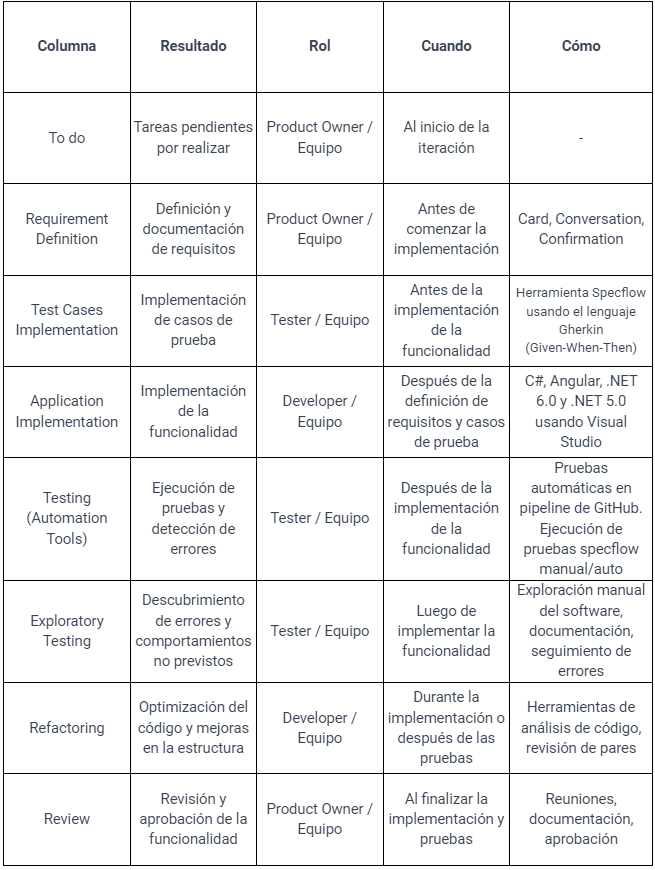 Columna
Resultado
Rol
Cuando
Cómo
To do
Tareas pendientes
por realizar
Product Owner /
Equipo
Al inicio de la
iteración
-
Requirement
Definition
Definición y
documentación
de requisitos
Product Owner /
Equipo
Antes de
comenzar la
implementación
Card, Conversation,
Confirmation
Test Cases
Implementation
Implementación
de casos de
prueba
Tester / Equipo
Antes de la
implementación
de la
funcionalidad
Herramienta Specflow
usando el lenguaje
Gherkin
(Given-When-Then)
Application
Implementation
Implementación
de la
funcionalidad
Developer /
Equipo
Después de la
definición de
requisitos y casos
de prueba
C#, Angular, .NET
6.0 y .NET 5.0
usando Visual
Studio
Testing
(Automation
Tools)
Ejecución de
pruebas y
detección de
errores
Tester / Equipo
Después de la
implementación
de la
funcionalidad
Pruebas
automáticas en
pipeline de GitHub.
Ejecución de
pruebas specflow
manual/auto
Exploratory
Testing
Descubrimiento
de errores y
comportamientos
no previstos
Tester / Equipo
Luego de
implementar la
funcionalidad
Exploración manual
del software,
documentación,
seguimiento de
errores
Refactoring
Optimización del
código y mejoras
en la estructura
Developer /
Equipo
Durante la
implementación o
después de las
pruebas
Herramientas de
análisis de código,
revisión de pares
Review
Revisión y
aprobación de la
funcionalidad
Product Owner /
Equipo
Al finalizar la
implementación y
pruebas
Reuniones,
documentación,
aprobación